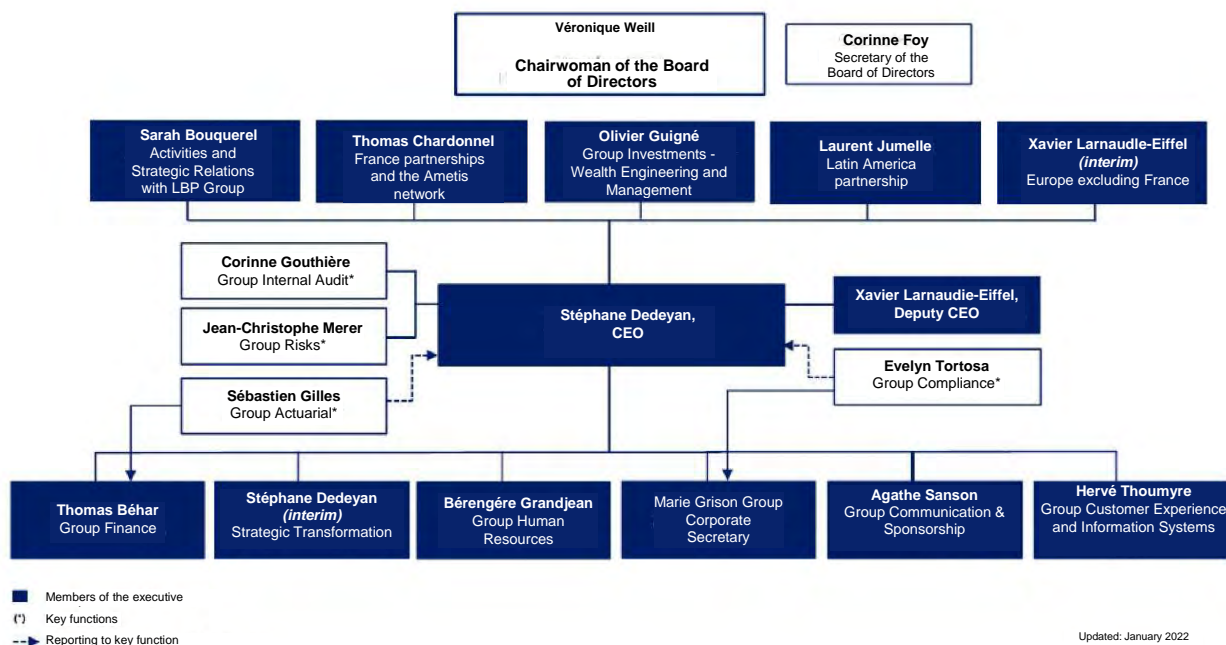 Véronique Weill
Chairwoman of the Board
of Directors
Corinne Foy
Secretary of the
Board of Directors
Sarah Bouquerel
Activities and
Strategic Relations
with LBP Group
Thomas Chardonnel
France partnerships
and the Ametis
network
Olivier Guigné
Group Investments -
Wealth Engineering and
Management
Laurent Jumelle
Latin America
partnership
Xavier Larnaudle-Eiffel
(interim)
Europe excluding France
Corinne Gouthière
Group Internal Audit*
Jean-Christophe Merer
Group Risks*
Sébastien Gilles
Group Actuarial*
Stéphane Dedeyan,
CEO
Xavier Larnaudie-Eiffel,
Deputy CEO
Evelyn Tortosa
Group Compliance*
Thomas Béhar
Group Finance
Stéphane Dedeyan
(interim)
Strategic Transformation
Bérengére Grandjean
Group Human
Resources
Marie Grison Group
Corporate
Secretary
Agathe Sanson
Group Communication &
Sponsorship
Hervé Thoumyre
Group Customer Experience
and Information Systems
Members of the executive
(*) Key functions
Reporting to key function
Updated: January 2022